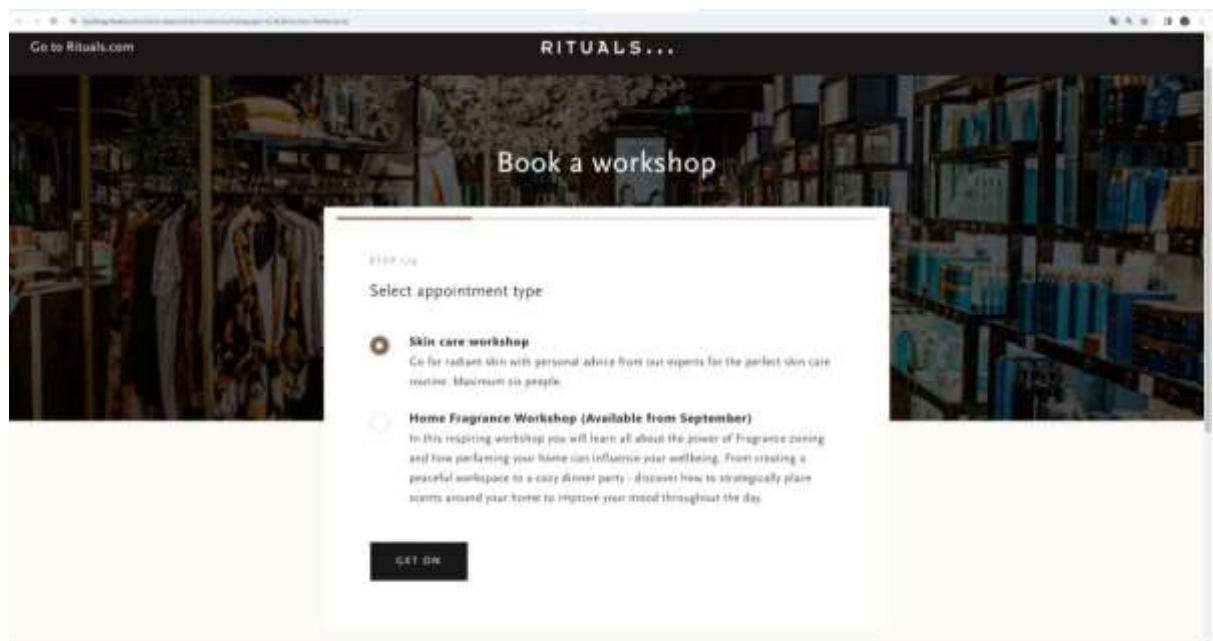 Go to Rituals.com
RITUALS...
Book a workshop
Select appointment type
Skin care workshop
Go for radiant skin with personal advice from our experts for the perfect skin care
routine. Maximum six people.
Home Fragrance Workshop (Available from September)
In this inspiring workshop you will learn all about the power of Fragrance zoning
and how perfuming your home can influence your wellbeing. From creating a
peaceful workspace to a cozy dinner party - discover how to strategically place
scents around your home to improve your mood throughout the day.
GET ON